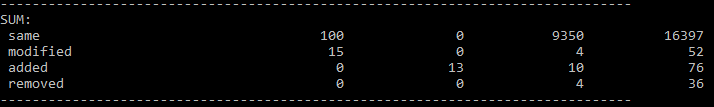 -------------------------------------------------------------------------------
SUM:
same 100 0 9350 16397
modified 15 0 4 52
added 0 13 10 76
removed 0 0 4 36
-------------------------------------------------------------------------------